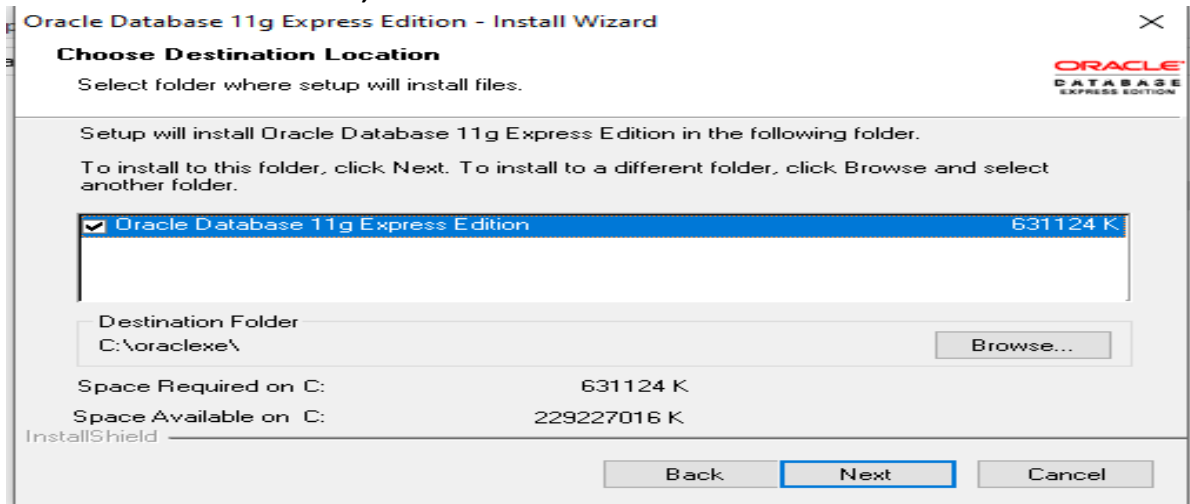 Oracle Database 11g Express Edition - Install Wizard
Choose Destination Location
Select folder where setup will install files.
ORACLE
DATABASE
EXPRESS EDITION
Setup will install Oracle Database 11g Express Edition in the following folder.
To install to this folder, click Next. To install to a different folder, click Browse and select
another folder.
Oracle Database 11g Express Edition 631124 K
Destination Folder
C:\oraclexe\ Browse...
Space Required on C: 631124 K
Space Available on C: 229227016 K
InstallShield
Back Next Cancel